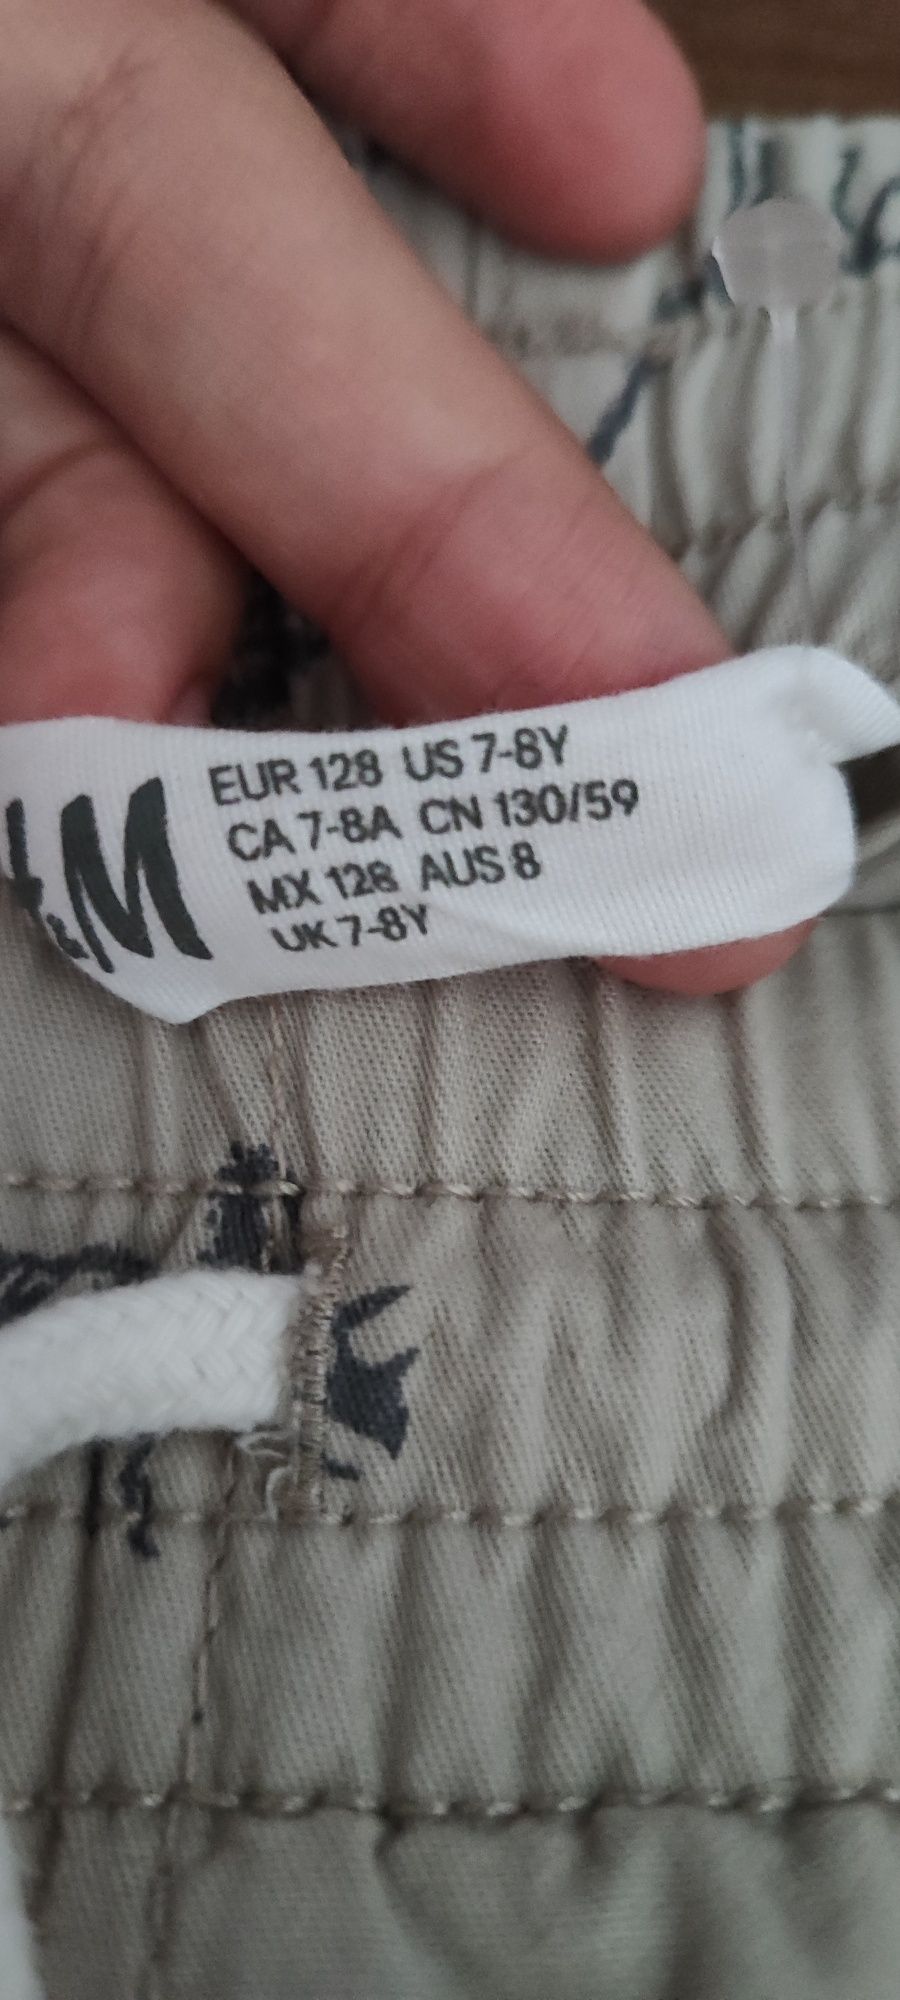 H&M
EUR 128 US 7-8Y
CA 7-8A CN 130/59
MX 128 AUS 8
UK 7-8Y